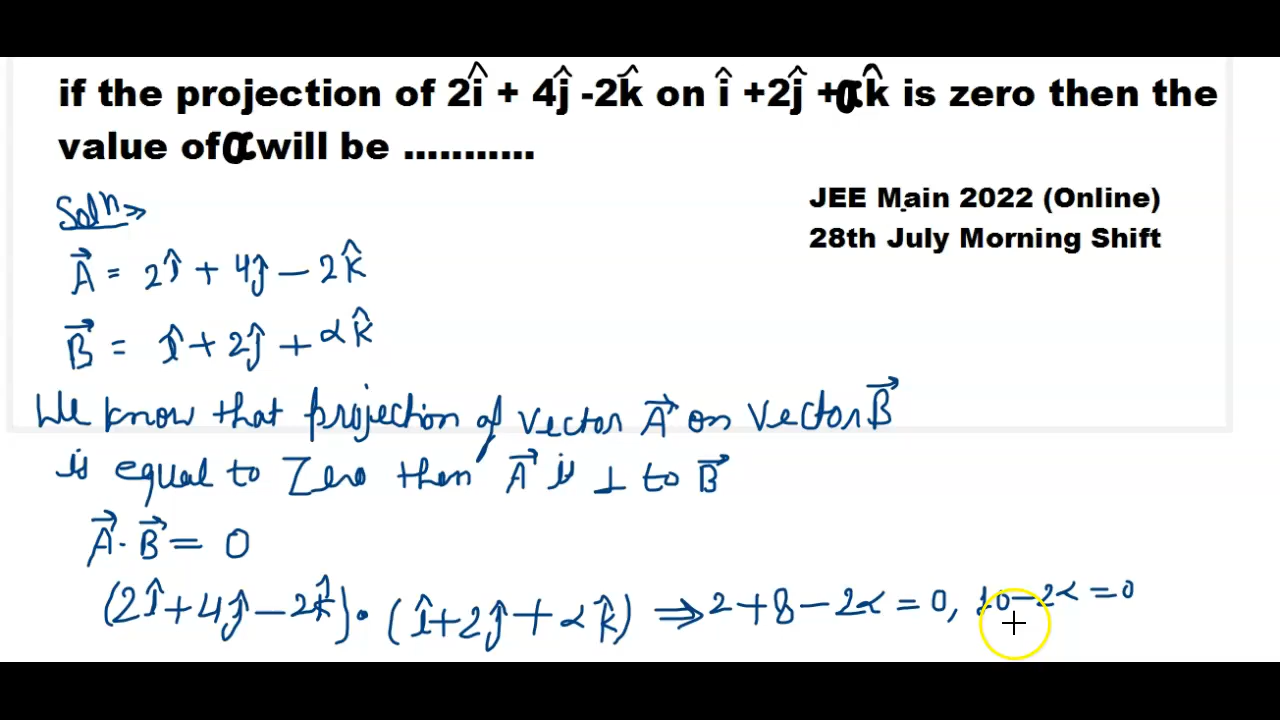 if the projection of 2î + 4ĵ -2k̂ on î +2ĵ +αk̂ is zero then the
value of α will be ...........
JEE Main 2022 (Online)
28th July Morning Shift
Solⁿ⇒
A⃗ = 2î + 4ĵ − 2k̂
B⃗ = î + 2ĵ + αk̂
We know that projection of vector A⃗ on vector B⃗
is equal to Zero then A⃗ is ⊥ to B⃗
A⃗ · B⃗ = 0
(2î + 4ĵ − 2k̂) · (î + 2ĵ + αk̂) ⇒ 2 + 8 − 2α = 0, 10 − 2α = 0